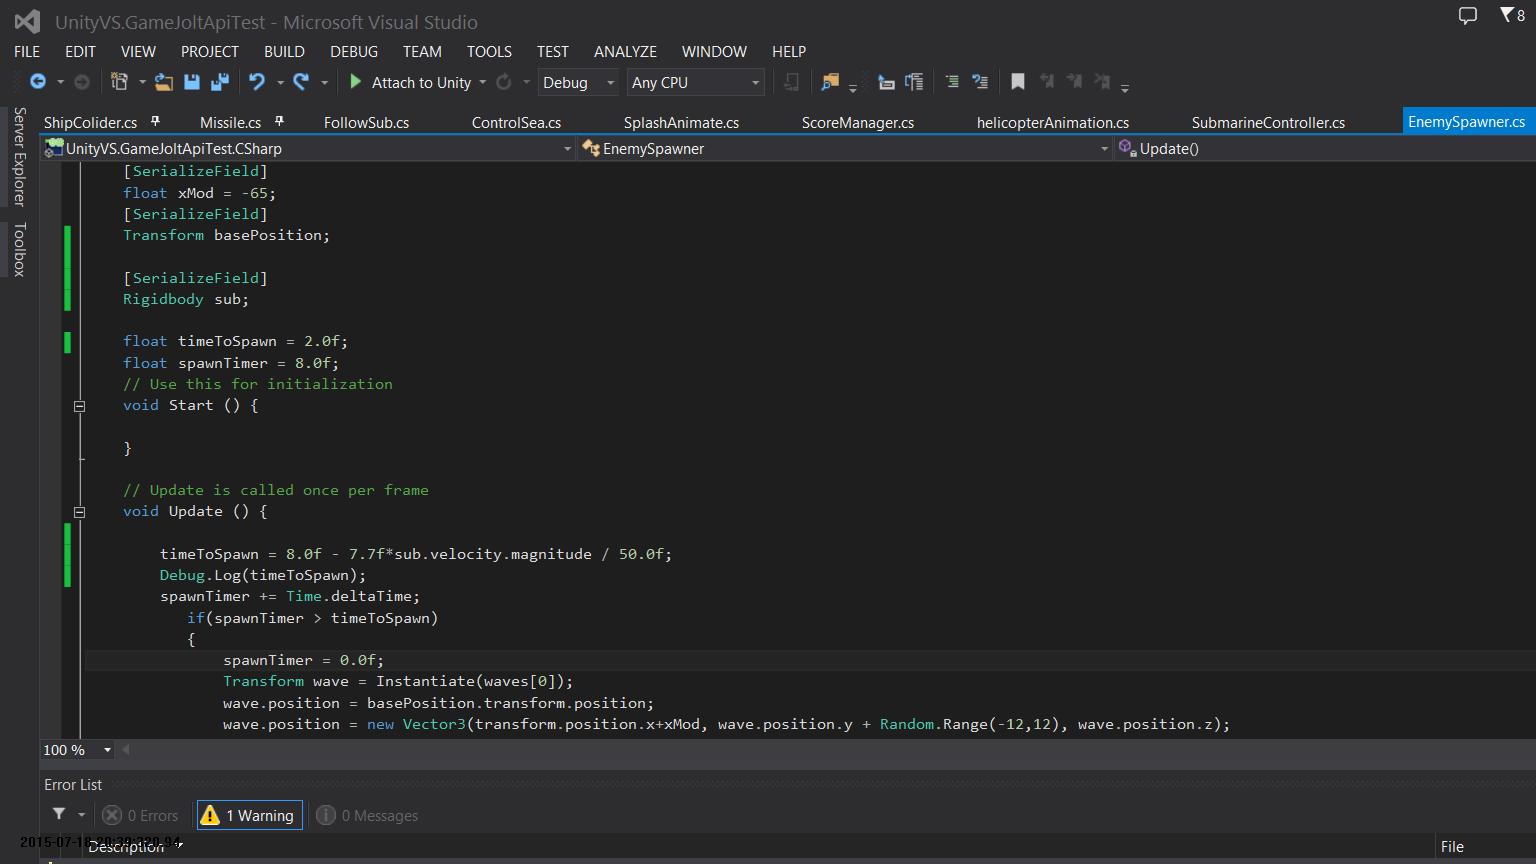 UnityVS.GameJoltApiTest - Microsoft Visual Studio
8
FILE EDIT VIEW PROJECT BUILD DEBUG TEAM TOOLS TEST ANALYZE WINDOW HELP
Attach to Unity Debug Any CPU
Server Explorer
Toolbox
ShipColider.cs Missile.cs FollowSub.cs ControlSea.cs SplashAnimate.cs ScoreManager.cs helicopterAnimation.cs SubmarineController.cs EnemySpawner.cs
UnityVS.GameJoltApiTest.CSharp EnemySpawner Update()
[SerializeField]
float xMod = -65;
[SerializeField]
Transform basePosition;
[SerializeField]
Rigidbody sub;
float timeToSpawn = 2.0f;
float spawnTimer = 8.0f;
// Use this for initialization
void Start () {
}
// Update is called once per frame
void Update () {
timeToSpawn = 8.0f - 7.7f*sub.velocity.magnitude / 50.0f;
Debug.Log(timeToSpawn);
spawnTimer += Time.deltaTime;
if(spawnTimer > timeToSpawn)
{
spawnTimer = 0.0f;
Transform wave = Instantiate(waves[0]);
wave.position = basePosition.transform.position;
wave.position = new Vector3(transform.position.x+xMod, wave.position.y + Random.Range(-12,12), wave.position.z);
100 %
Error List
0 Errors 1 Warning 0 Messages
Description File